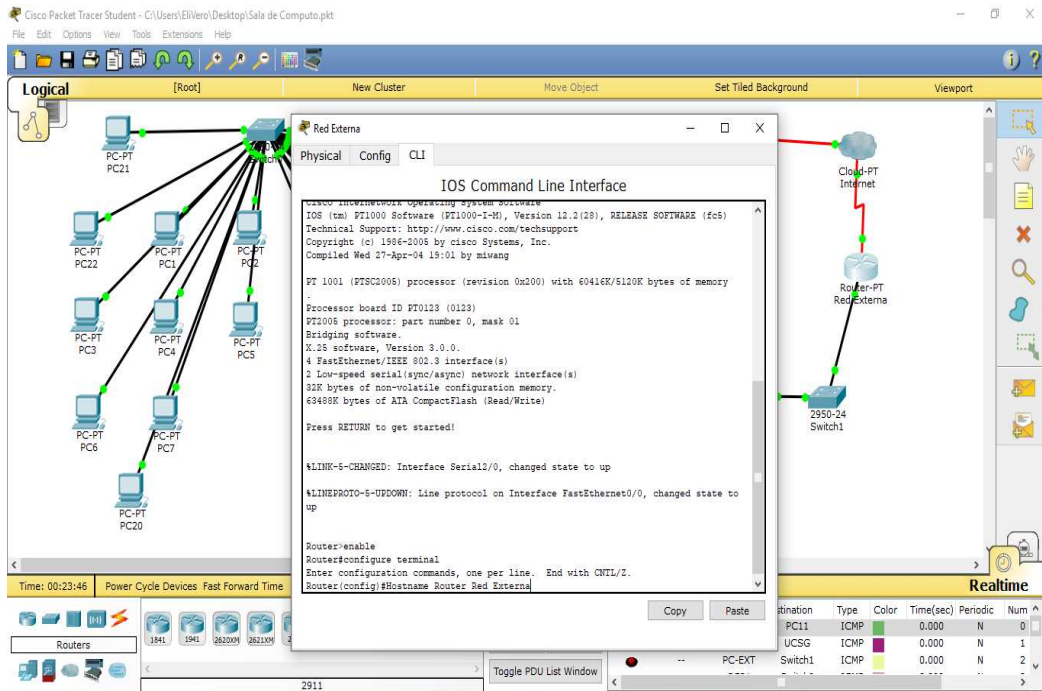 Cisco Packet Tracer Student - C:\Users\EliVero\Desktop\Sala de Computo.pkt
File Edit Options View Tools Extensions Help
Logical
[Root]
New Cluster
Move Object
Set Tiled Background
Viewport
PC-PT
PC21
PC-PT
PC22
PC-PT
PC1
PC-PT
PC2
PC-PT
PC3
PC-PT
PC4
PC-PT
PC5
PC-PT
PC6
PC-PT
PC7
PC-PT
PC20
Red Externa
Physical Config CLI
IOS Command Line Interface
Cisco Internetwork Operating System Software
IOS (tm) PT1000 Software (PT1000-I-M), Version 12.2(28), RELEASE SOFTWARE (fc5)
Technical Support: http://www.cisco.com/techsupport
Copyright (c) 1986-2005 by cisco Systems, Inc.
Compiled Wed 27-Apr-04 19:01 by miwang
PT 1001 (PTSC2005) processor (revision 0x200) with 60416K/5120K bytes of memory
.
Processor board ID PT0123 (0123)
PT2005 processor: part number 0, mask 01
Bridging software.
X.25 software, Version 3.0.0.
4 FastEthernet/IEEE 802.3 interface(s)
2 Low-speed serial(sync/async) network interface(s)
32K bytes of non-volatile configuration memory.
63488K bytes of ATA CompactFlash (Read/Write)
Press RETURN to get started!
%LINK-5-CHANGED: Interface Serial2/0, changed state to up
%LINEPROTO-5-UPDOWN: Line protocol on Interface FastEthernet0/0, changed state to
up
Router>enable
Router#configure terminal
Enter configuration commands, one per line. End with CNTL/Z.
Router(config)#Hostname Router Red Externa
Copy Paste
Cloud-PT
Internet
Router-PT
Red Externa
2950-24
Switch1
Time: 00:23:46 Power Cycle Devices Fast Forward Time
Realtime
Routers
1841 1941 2620XM 2621XM
2911
Toggle PDU List Window
stination Type Color Time(sec) Periodic Num
PC11 ICMP 0.000 N 0
UCSG ICMP 0.000 N 1
-- PC-EXT Switch1 ICMP 0.000 N 2